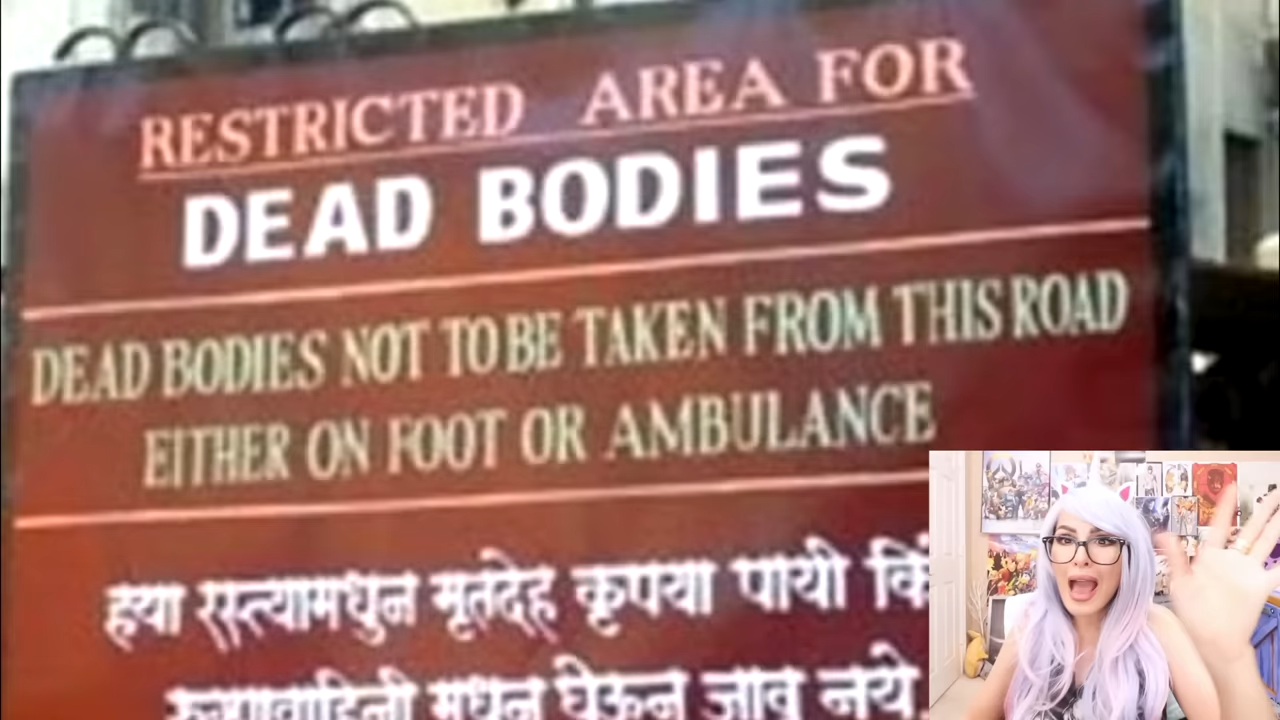 RESTRICTED AREA FOR
DEAD BODIES
DEAD BODIES NOT TO BE TAKEN FROM THIS ROAD
EITHER ON FOOT OR AMBULANCE
ह्या रस्त्यामधुन मृतदेह कृपया पायी
मधुन घेऊन जावु नये